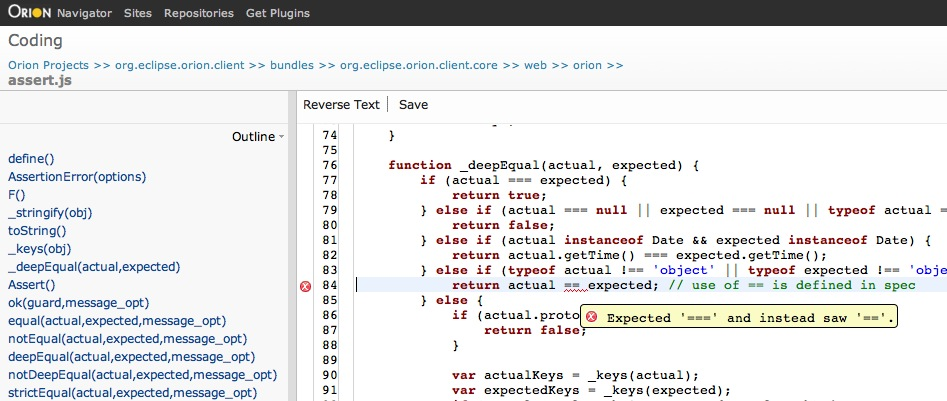 ORION Navigator Sites Repositories Get Plugins
Coding
Orion Projects >> org.eclipse.orion.client >> bundles >> org.eclipse.orion.client.core >> web >> orion >>
assert.js
Reverse Text | Save
Outline
define()
AssertionError(options)
F()
_stringify(obj)
toString()
_keys(obj)
_deepEqual(actual,expected)
Assert()
ok(guard,message_opt)
equal(actual,expected,message_opt)
notEqual(actual,expected,message_opt)
deepEqual(actual,expected,message_opt)
notDeepEqual(actual,expected,message_opt)
strictEqual(actual,expected,message_opt)
74 }
75
76 function _deepEqual(actual, expected) {
77 if (actual === expected) {
78 return true;
79 } else if (actual === null || expected === null || typeof actual =
80 return false;
81 } else if (actual instanceof Date && expected instanceof Date) {
82 return actual.getTime() === expected.getTime();
83 } else if (typeof actual !== 'object' || typeof expected !== 'obje
84 return actual == expected; // use of == is defined in spec
85 } else {
86 if (actual.proto
Expected '===' and instead saw '=='.
87 return false;
88 }
89
90 var actualKeys = _keys(actual);
91 var expectedKeys = _keys(expected);